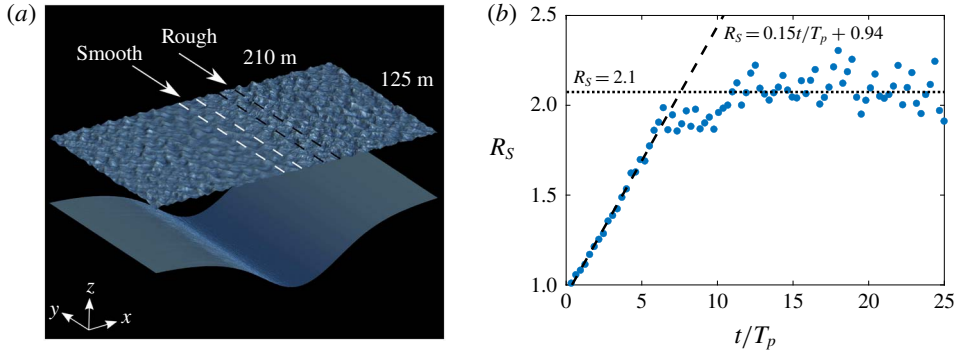 (a)
Smooth
Rough
210 m
125 m
z
y
x
(b)
2.5
2.0
1.5
1.0
R_S
R_S = 0.15t/T_p + 0.94
R_S = 2.1
0 5 10 15 20 25
t/T_p